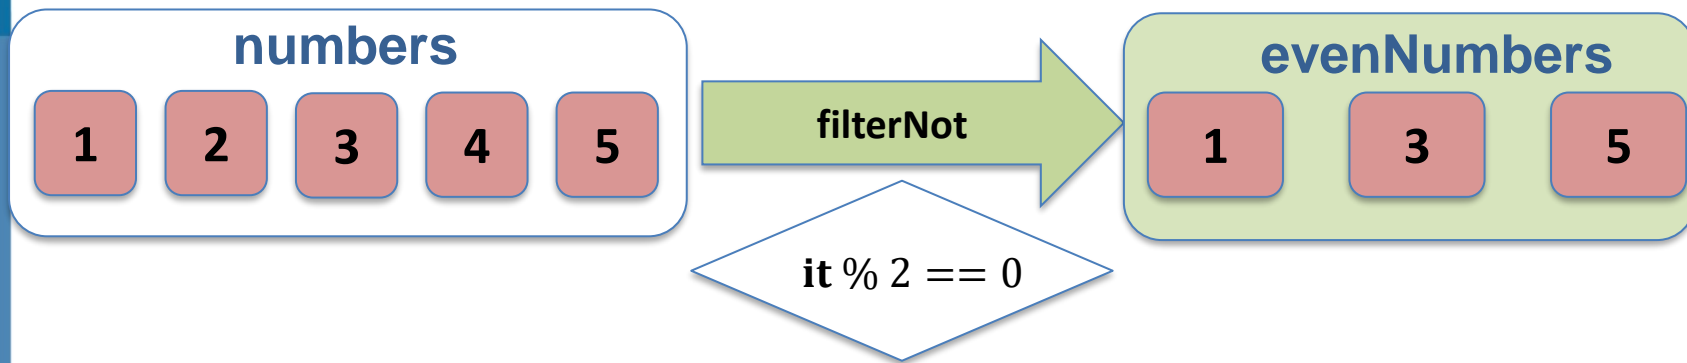 numbers
1 2 3 4 5
filterNot
it % 2 == 0
evenNumbers
1 3 5